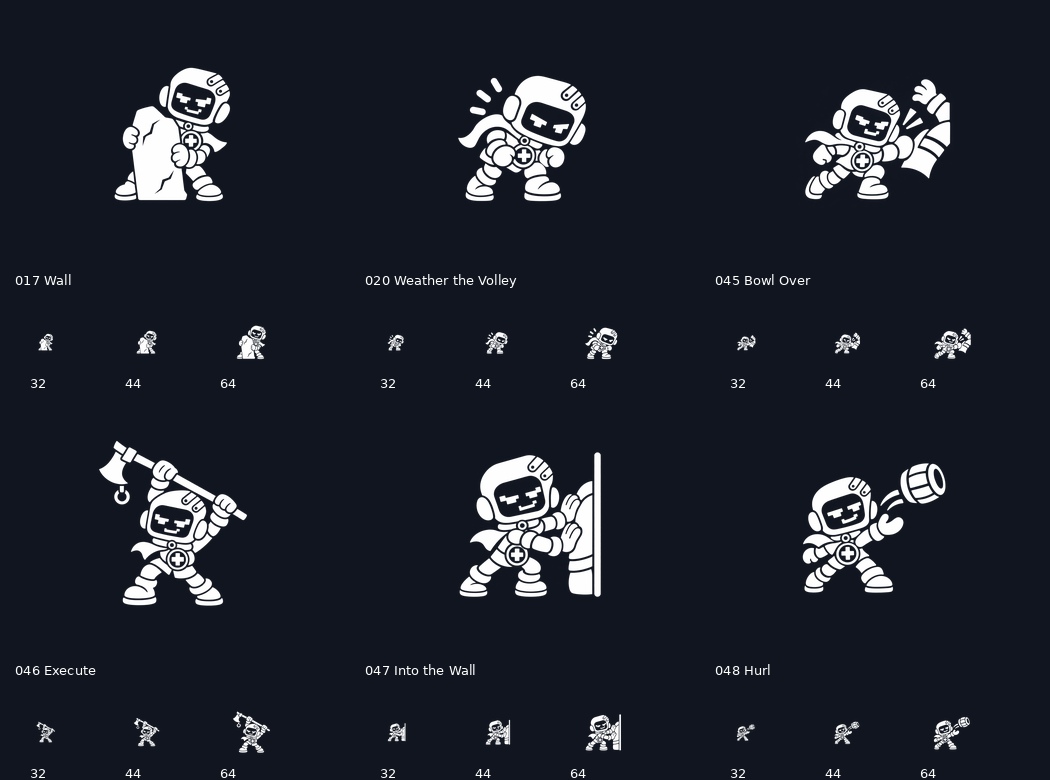 017 Wall
020 Weather the Volley
045 Bowl Over
32 44 64 32 44 64 32 44 64
046 Execute
047 Into the Wall
048 Hurl
32 44 64 32 44 64 32 44 64